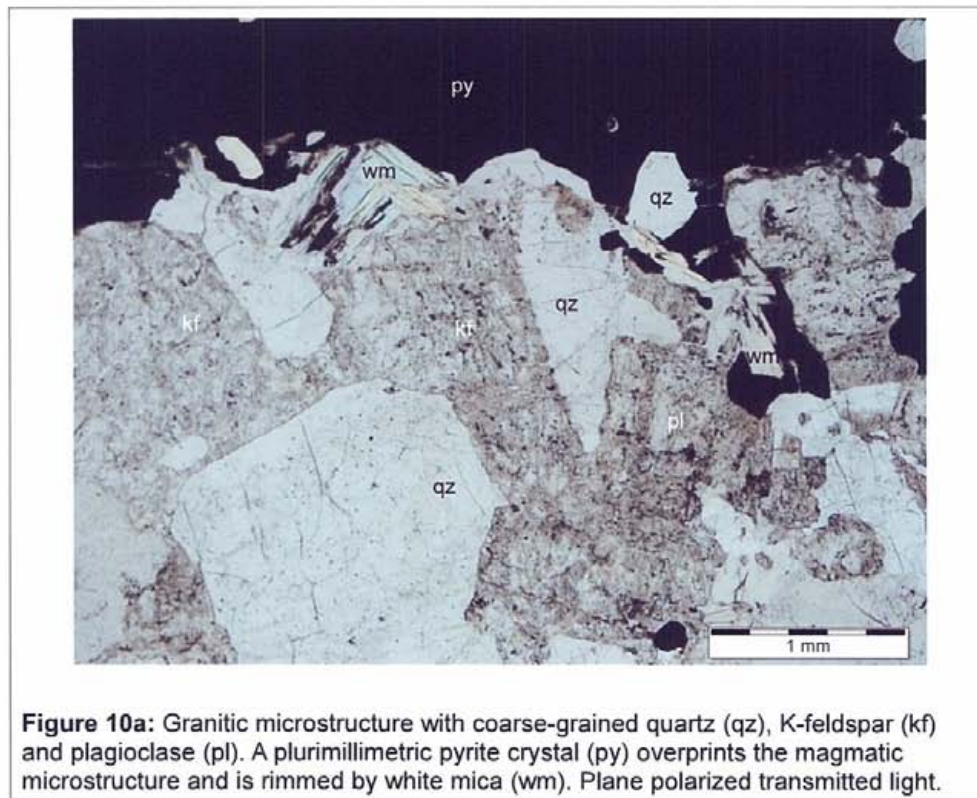 py
wm
qz
qz
kf
kf
wm
pl
qz
1 mm
Figure 10a: Granitic microstructure with coarse-grained quartz (qz), K-feldspar (kf)
and plagioclase (pl). A plurimillimetric pyrite crystal (py) overprints the magmatic
microstructure and is rimmed by white mica (wm). Plane polarized transmitted light.